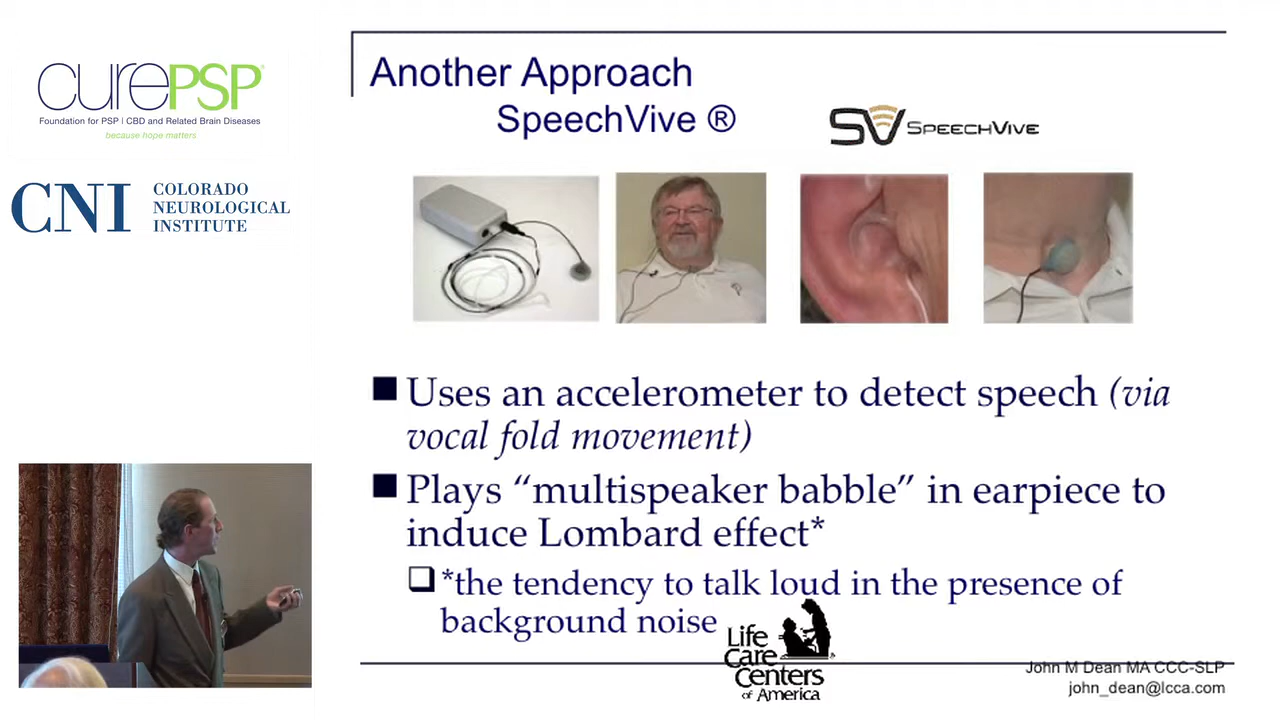 curePSP
Foundation for PSP | CBD and Related Brain Diseases
because hope matters
CNI
COLORADO
NEUROLOGICAL
INSTITUTE
Another Approach
SpeechVive ®
SV SPEECHVIVE
■ Uses an accelerometer to detect speech (via
vocal fold movement)
■ Plays “multispeaker babble” in earpiece to
induce Lombard effect*
❑ *the tendency to talk loud in the presence of
background noise
Life
Care
Centers
of America
John M Dean MA CCC-SLP
john_dean@lcca.com